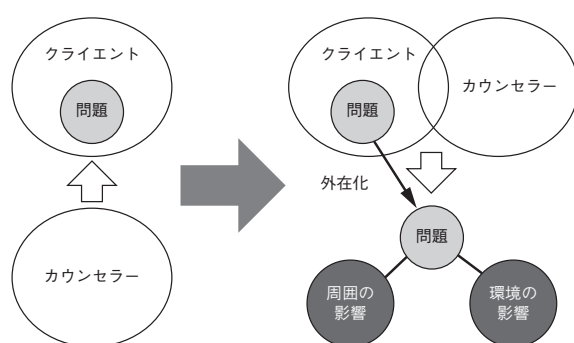 クライエント
問題
カウンセラー
クライエント
カウンセラー
問題
外在化
問題
周囲の
影響
環境の
影響